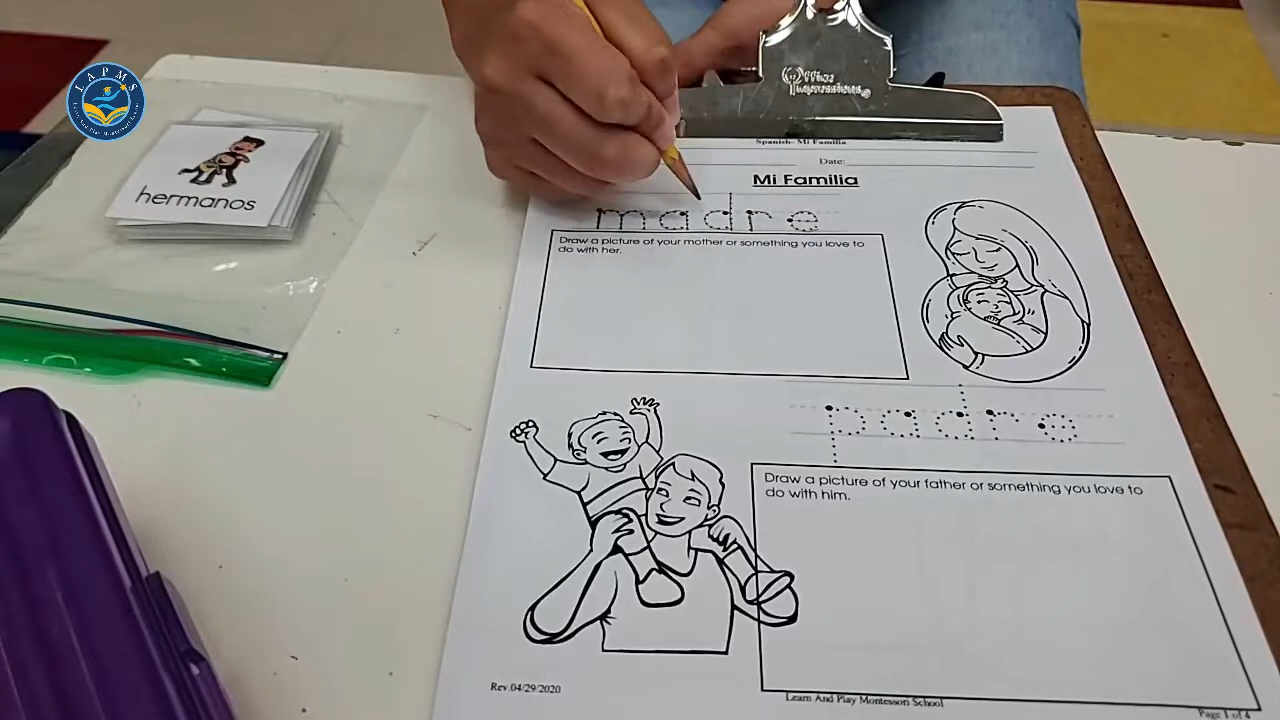 LAPMS
hermanos
Spanish- Mi Familia
Date:
Mi Familia
madre
Draw a picture of your mother or something you love to
do with her.
padre
Draw a picture of your father or something you love to
do with him.
Rev.04/29/2020
Learn And Play Montessori School
Page 1 of 4